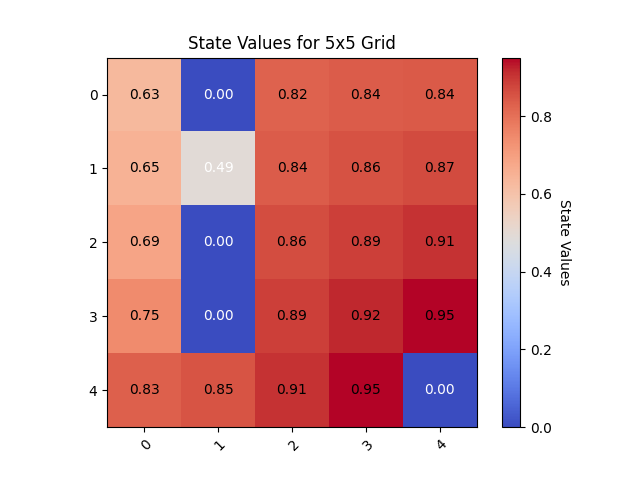 State Values for 5x5 Grid
0 0.63 0.00 0.82 0.84 0.84
1 0.65 0.49 0.84 0.86 0.87
2 0.69 0.00 0.86 0.89 0.91
3 0.75 0.00 0.89 0.92 0.95
4 0.83 0.85 0.91 0.95 0.00
0 1 2 3 4
0.8
0.6
0.4
0.2
0.0
State Values